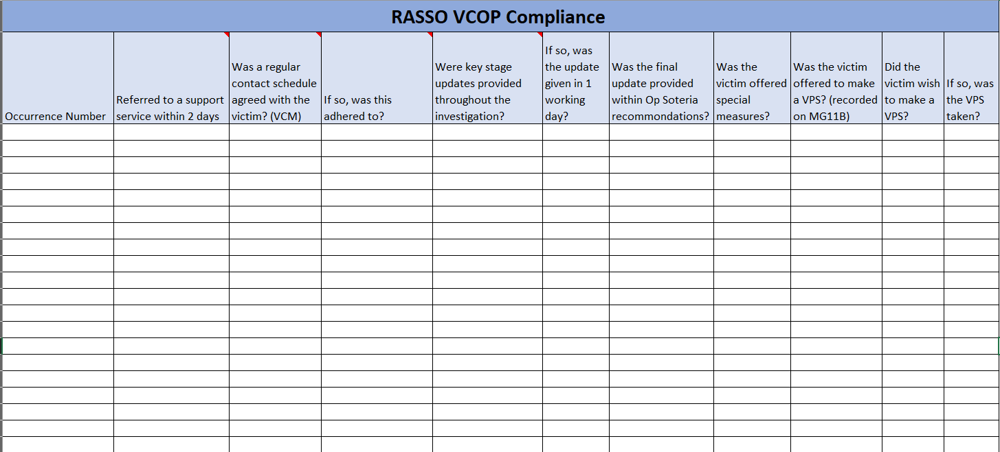 RASSO VCOP Compliance
Occurrence Number
Referred to a support
service within 2 days
Was a regular
contact schedule
agreed with the
victim? (VCM)
If so, was this
adhered to?
Were key stage
updates provided
throughout the
investigation?
If so, was
the update
given in 1
working
day?
Was the final
update provided
within Op Soteria
recommondations?
Was the
victim offered
special
measures?
Was the victim
offered to make
a VPS? (recorded
on MG11B)
Did the
victim wish
to make a
VPS?
If so, was
the VPS
taken?